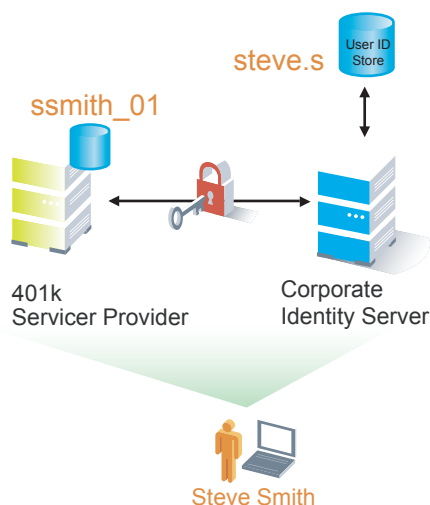 User ID
Store
steve.s
ssmith_01
401k
Servicer Provider
Corporate
Identity Server
Steve Smith